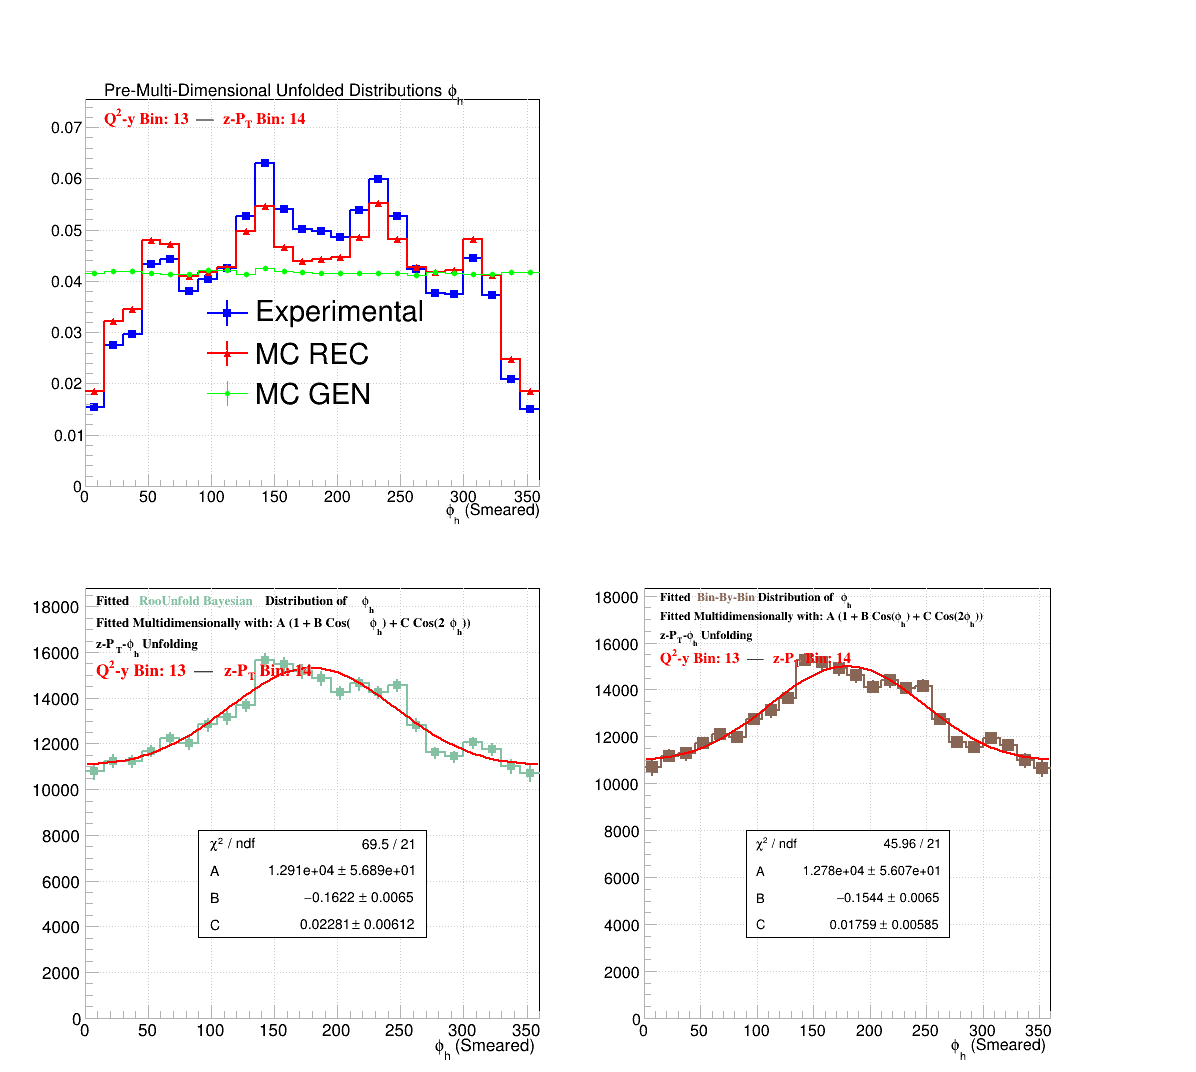 Pre-Multi-Dimensional Unfolded Distributions ϕh
Q2-y Bin: 13 — z-PT Bin: 14
0.07
0.06
0.05
0.04
0.03
0.02
0.01
0
Experimental
MC REC
MC GEN
0 50 100 150 200 250 300 350
ϕh (Smeared)
Fitted RooUnfold Bayesian Distribution of ϕh
Fitted Multidimensionally with: A (1 + B Cos( ϕh) + C Cos(2 ϕh))
z-PT-ϕh Unfolding
Q2-y Bin: 13 — z-PT Bin: 14
18000
16000
14000
12000
10000
8000
6000
4000
2000
0
χ2 / ndf 69.5 / 21
A 1.291e+04 ± 5.689e+01
B −0.1622 ± 0.0065
C 0.02281 ± 0.00612
0 50 100 150 200 250 300 350
ϕh (Smeared)
Fitted Bin-By-Bin Distribution of ϕh
Fitted Multidimensionally with: A (1 + B Cos(ϕh) + C Cos(2ϕh))
z-PT-ϕh Unfolding
Q2-y Bin: 13 — z-PT Bin: 14
18000
16000
14000
12000
10000
8000
6000
4000
2000
0
χ2 / ndf 45.96 / 21
A 1.278e+04 ± 5.607e+01
B −0.1544 ± 0.0065
C 0.01759 ± 0.00585
0 50 100 150 200 250 300 350
ϕh (Smeared)